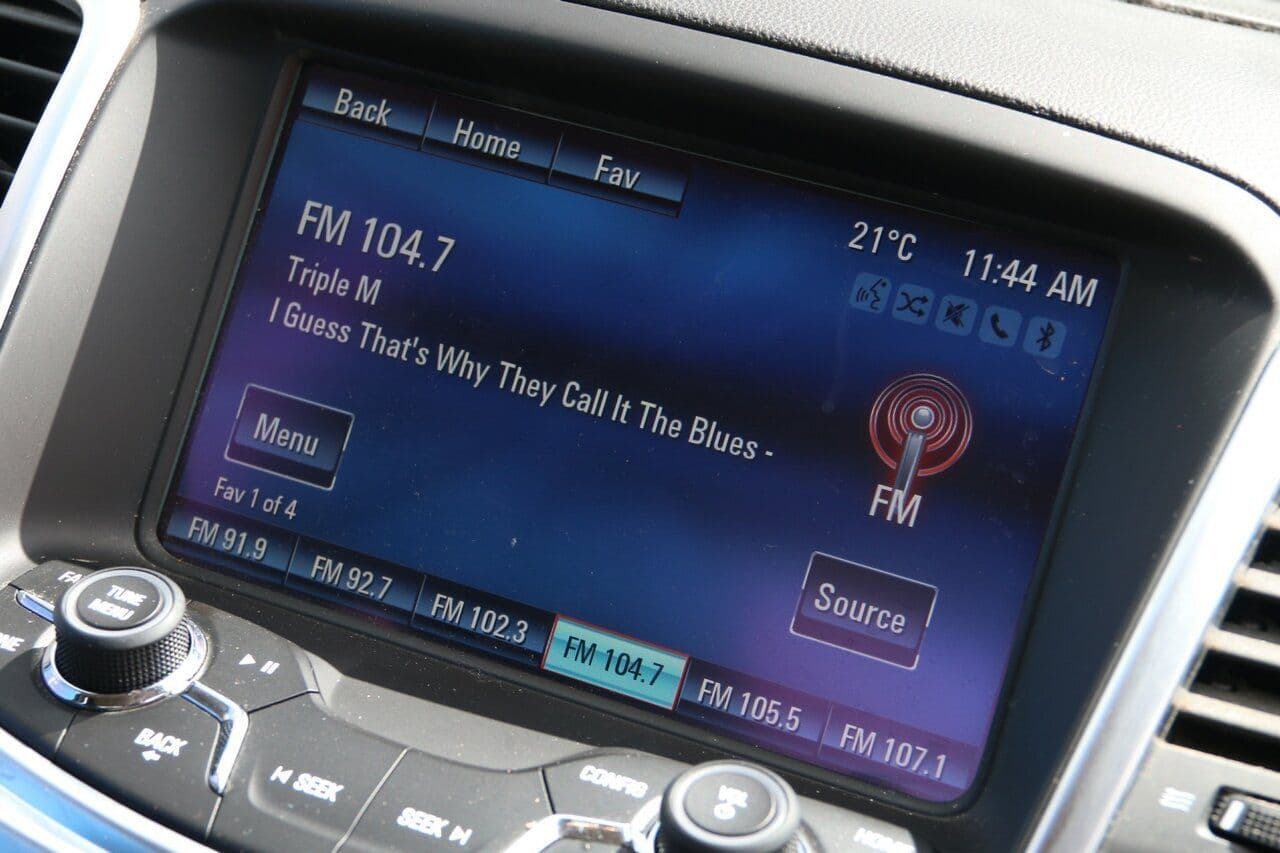 Back Home Fav
21°C 11:44 AM
FM 104.7
Triple M
I Guess That's Why They Call It The Blues -
FM
Menu
Source
Fav 1 of 4
FM 91.9 FM 92.7 FM 102.3 FM 104.7 FM 105.5 FM 107.1
TUNE
MENU
BACK
SEEK
SEEK
CONFIG
VOL